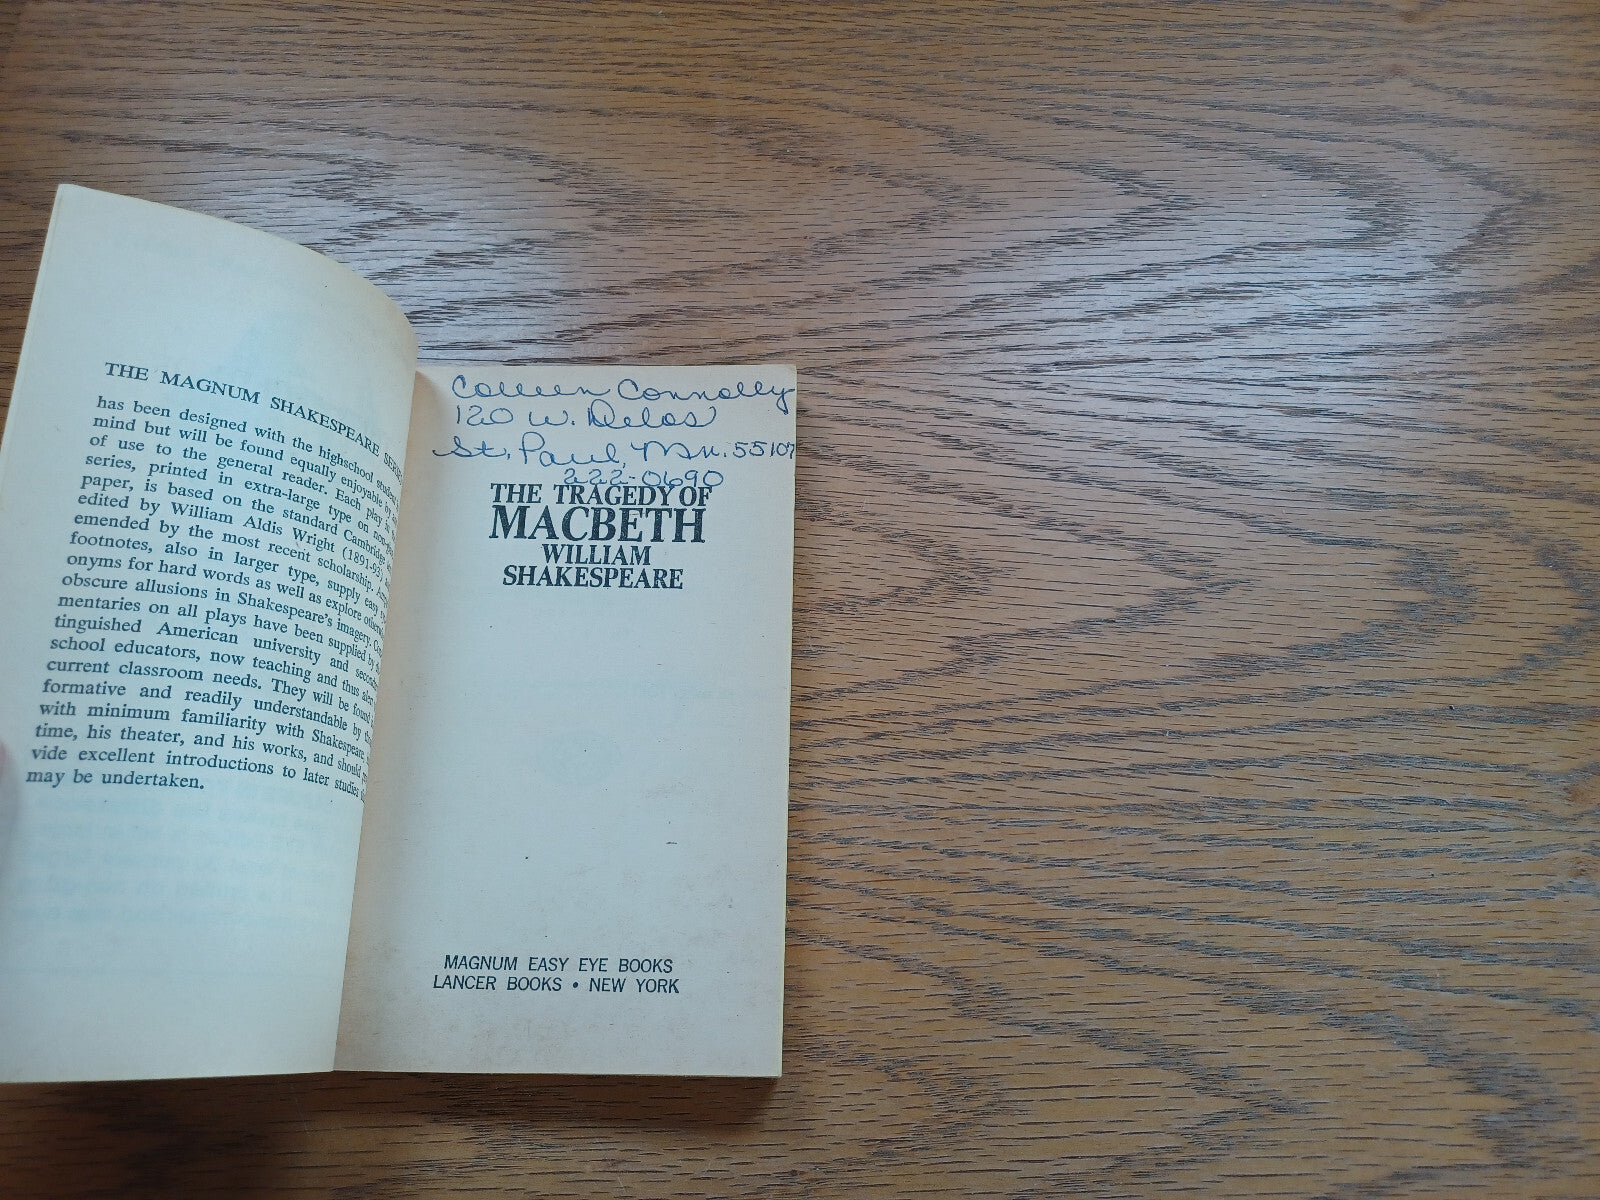 THE MAGNUM SHAKESPEARE SERIES
has been designed with the highschool student
mind but will be found equally enjoyable
of use to the general reader. Each play in
series, printed in extra-large type on
paper, is based on the standard Cambridge
edited by William Aldis Wright (1891-93)
emended by the most recent scholarship.
footnotes, also in larger type, supply easy
onyms for hard words as well as explore
obscure allusions in Shakespeare's imagery.
mentaries on all plays have been supplied by
tinguished American university and
school educators, now teaching and thus
current classroom needs. They will be found
formative and readily understandable by
with minimum familiarity with Shakespeare,
time, his theater, and his works, and should
vide excellent introductions to later studies
may be undertaken.
Colleen Connolly
120 W. Delos
St. Paul, Mn. 55107
222-0690
THE TRAGEDY OF
MACBETH
WILLIAM
SHAKESPEARE
MAGNUM EASY EYE BOOKS
LANCER BOOKS • NEW YORK